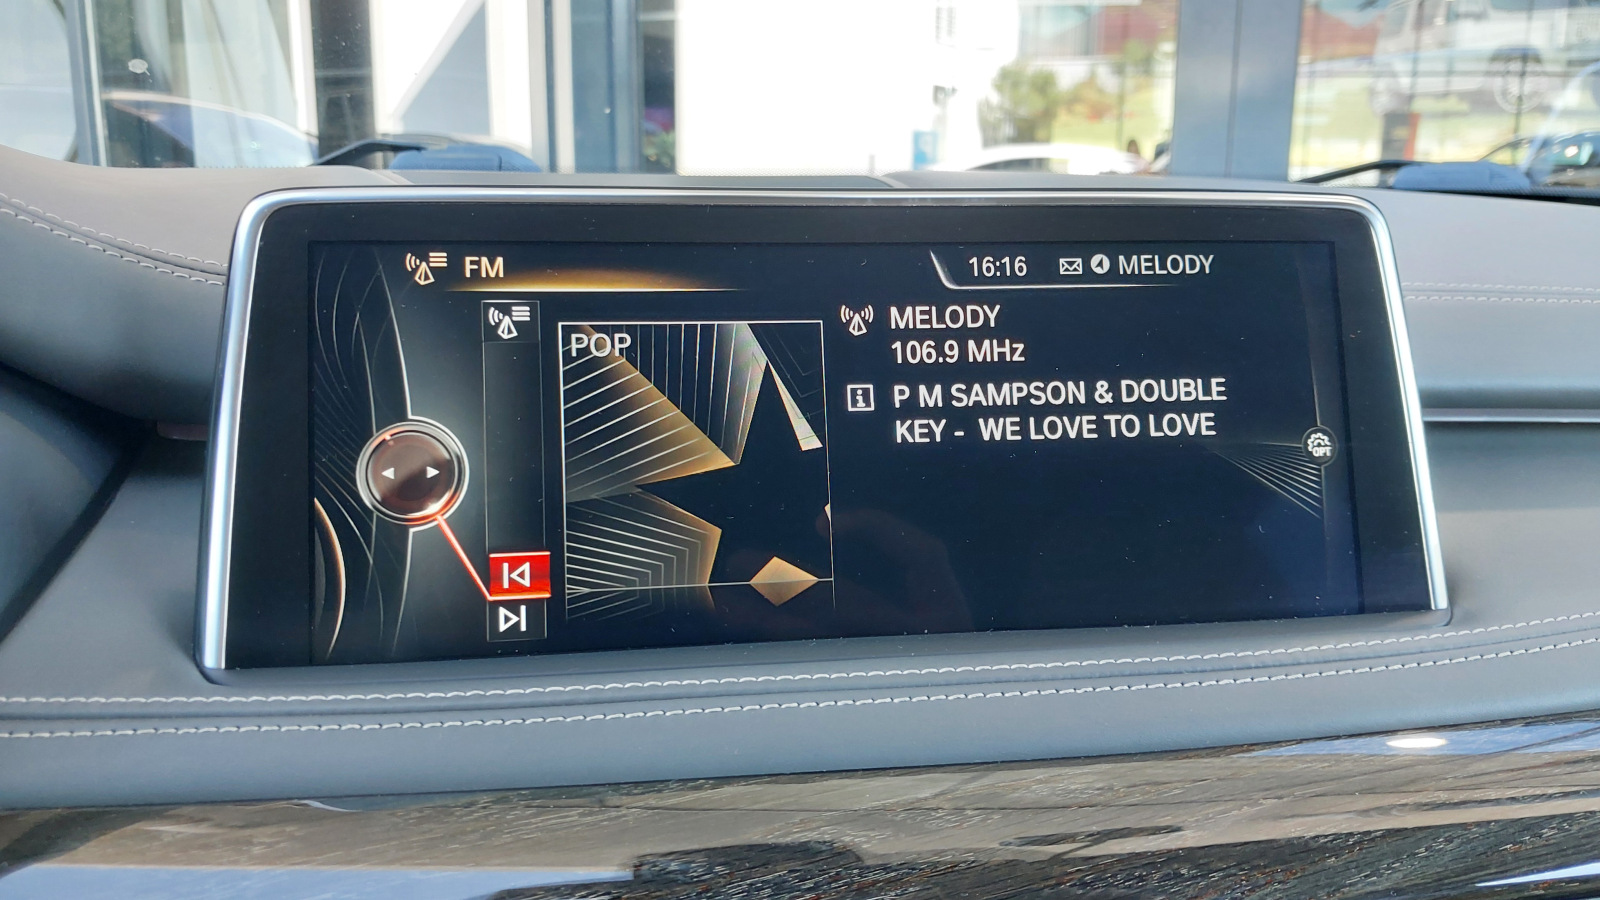 FM
16:16 MELODY
POP
MELODY
106.9 MHz
P M SAMPSON & DOUBLE
KEY - WE LOVE TO LOVE
OPT